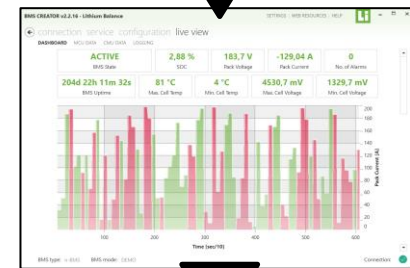 BMS CREATOR v2.2.16 - Lithium Balance
SETTINGS | WEB RESOURCES | HELP
Li
connection service configuration live view
DASHBOARD MCU DATA CMU DATA LOGGING
ACTIVE 2,88 % 183,7 V -129,04 A 0
BMS State SOC Pack Voltage Pack Current No. of Alarms
204d 22h 11m 32s 81 °C 4 °C 4530,7 mV 1329,7 mV
BMS Uptime Max. Cell Temp Min. Cell Temp Max. Cell Voltage Min. Cell Voltage
200
180
160
140
120
100
80
60
40
20
0
Pack Current (A)
100 200 300 400 500 600
Time (sec/10)
BMS type: BMS mode: DEMO Connection: